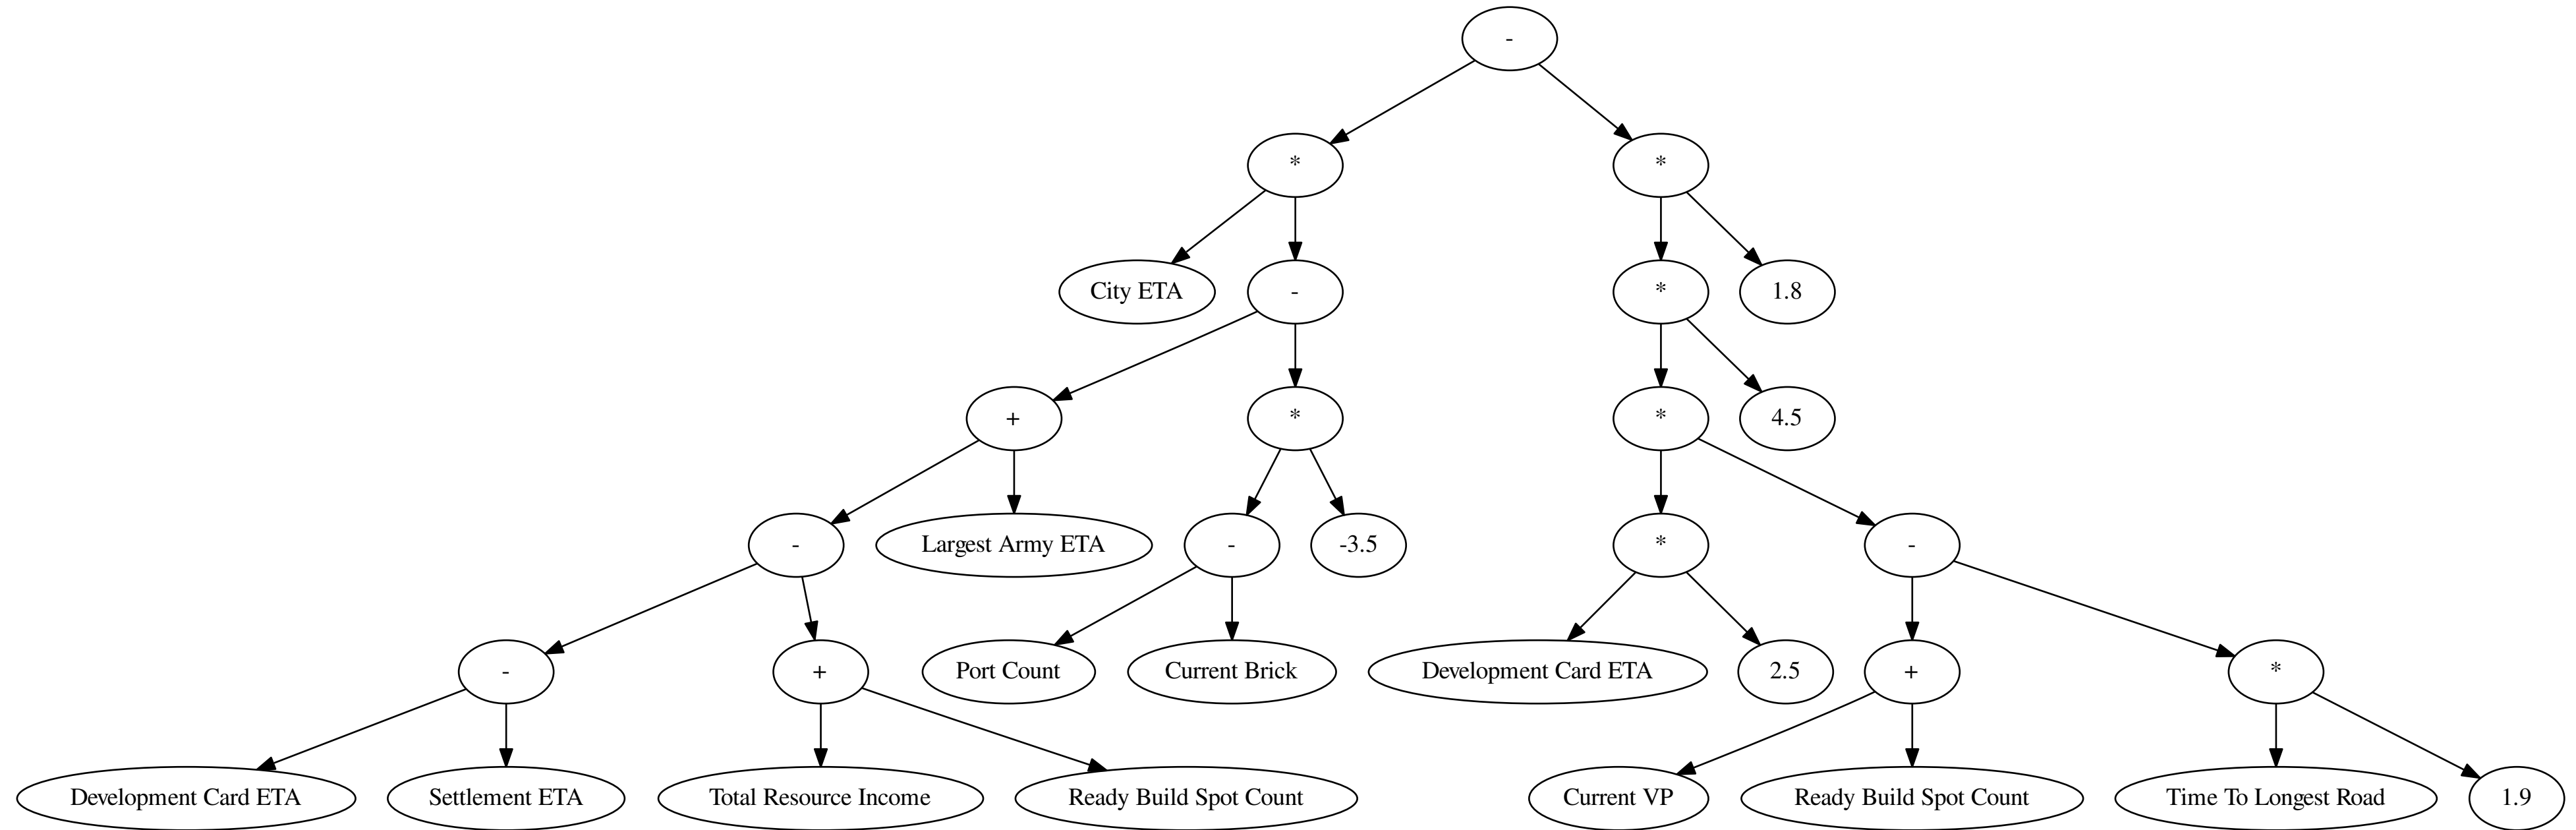 -
*
*
City ETA
-
*
1.8
+
*
*
4.5
-
Largest Army ETA
-
-3.5
*
-
-
+
Port Count
Current Brick
Development Card ETA
2.5
+
*
Development Card ETA
Settlement ETA
Total Resource Income
Ready Build Spot Count
Current VP
Ready Build Spot Count
Time To Longest Road
1.9